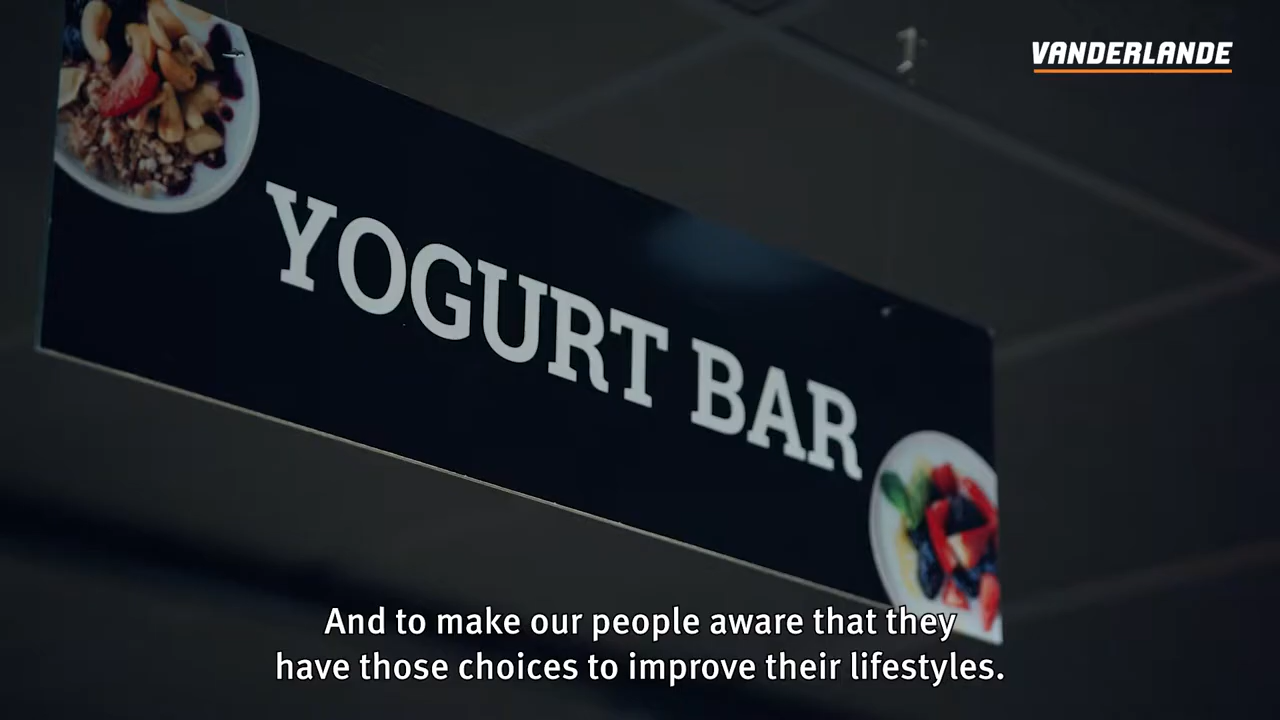 VANDERLANDE
YOGURT BAR
And to make our people aware that they
have those choices to improve their lifestyles.